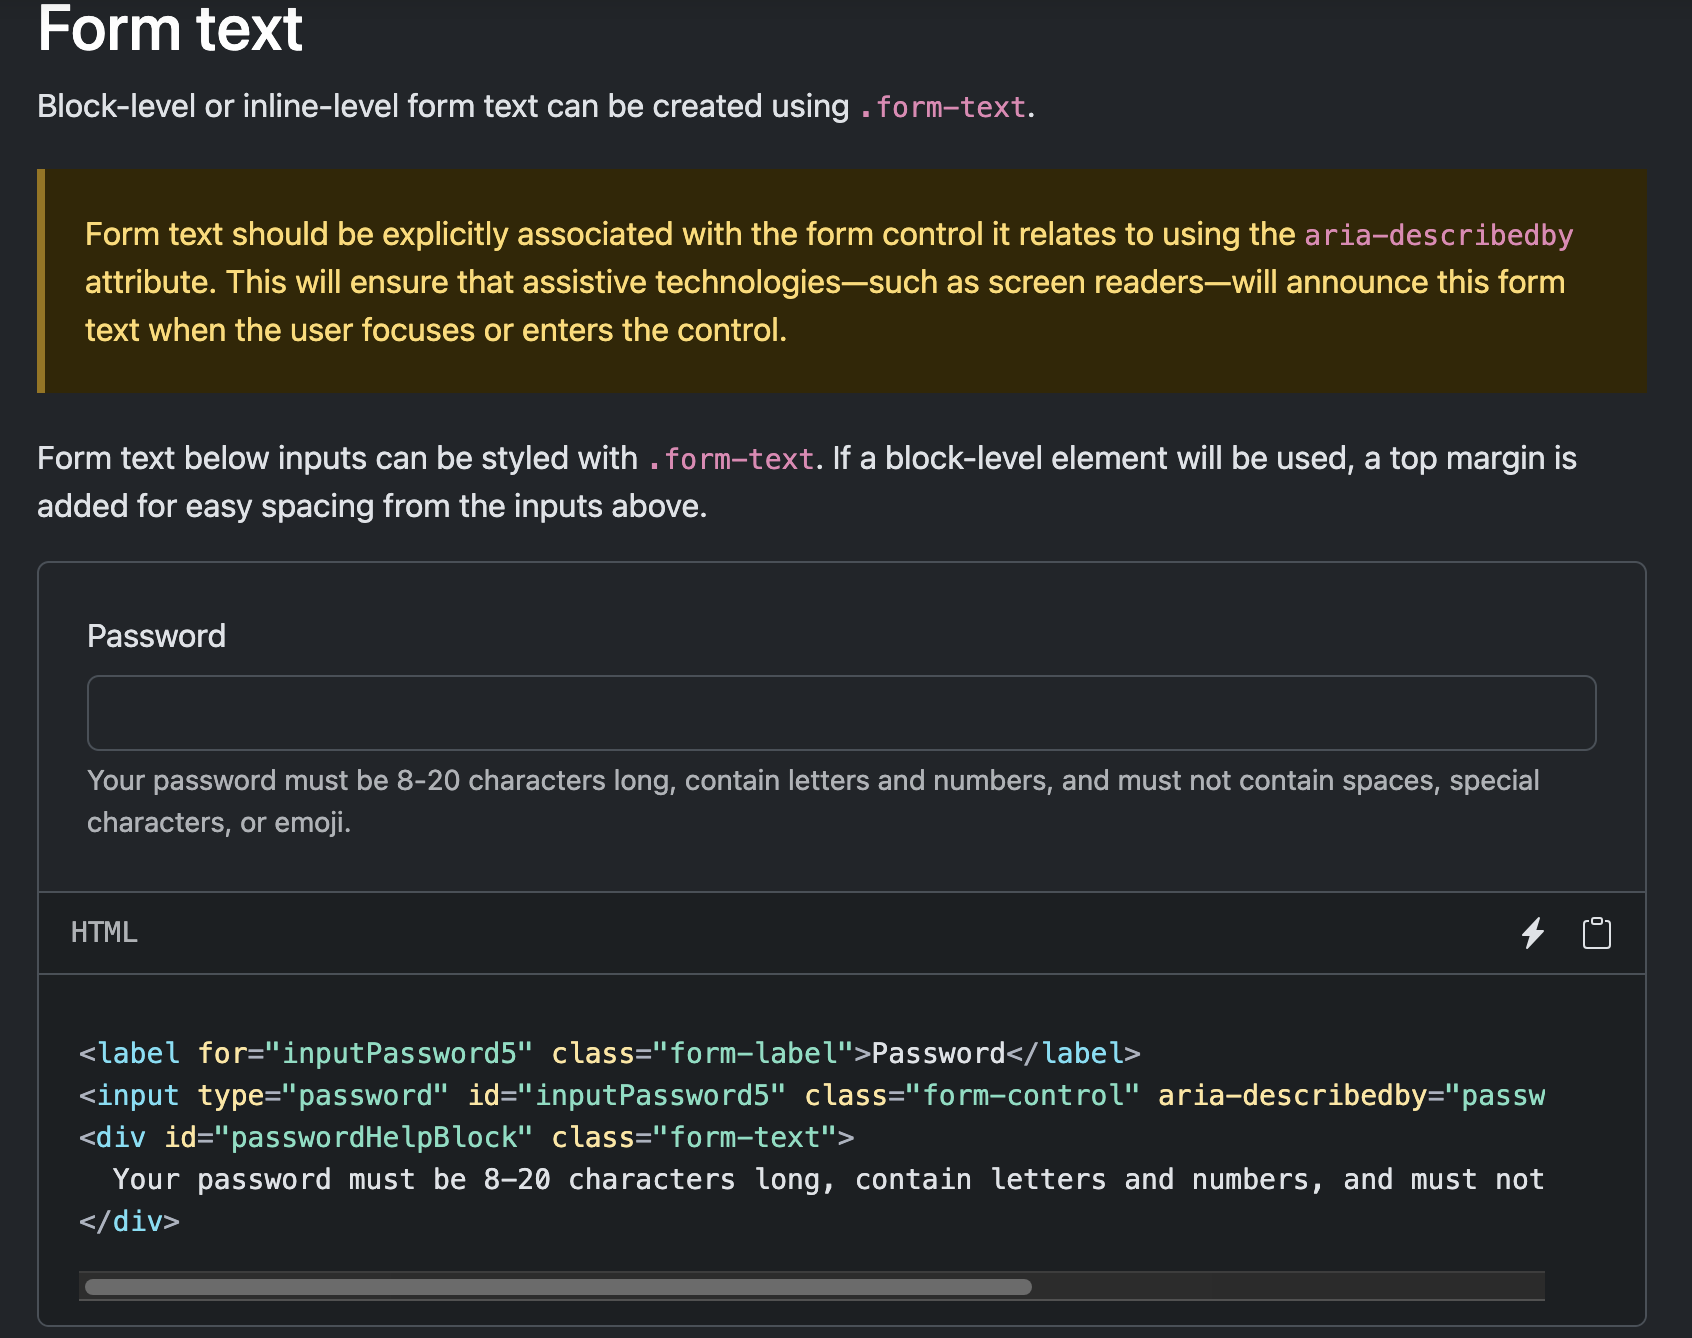 Form text
Block-level or inline-level form text can be created using .form-text.
Form text should be explicitly associated with the form control it relates to using the aria-describedby
attribute. This will ensure that assistive technologies—such as screen readers—will announce this form
text when the user focuses or enters the control.
Form text below inputs can be styled with .form-text. If a block-level element will be used, a top margin is
added for easy spacing from the inputs above.
Password
Your password must be 8-20 characters long, contain letters and numbers, and must not contain spaces, special
characters, or emoji.
HTML
<label for="inputPassword5" class="form-label">Password</label>
<input type="password" id="inputPassword5" class="form-control" aria-describedby="passw
<div id="passwordHelpBlock" class="form-text">
  Your password must be 8-20 characters long, contain letters and numbers, and must not
</div>